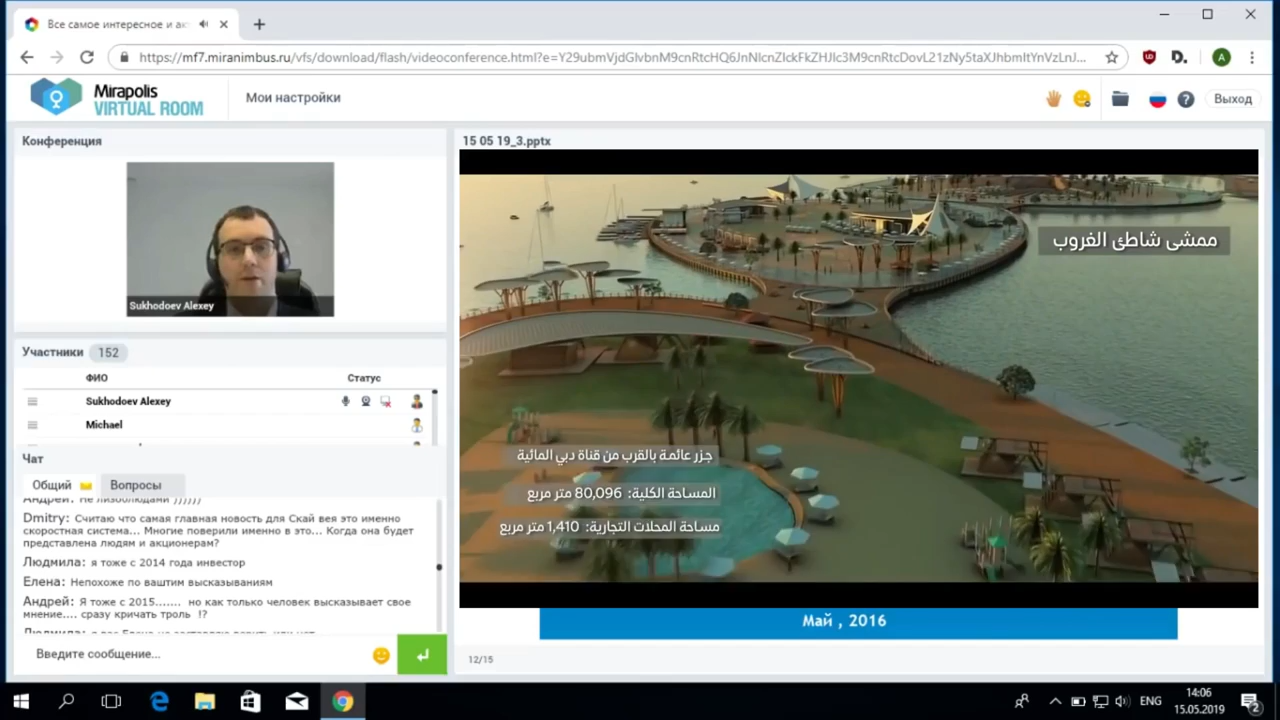 Все самое интересное и ак
https://mf7.miranimbus.ru/vfs/download/flash/videoconference.html?e=
A
Mirapolis
VIRTUAL ROOM
Мои настройки
Выход
Конференция
Sukhodoev Alexey
Участники 152
ФИО Статус
Sukhodoev Alexey
Michael
Чат
Общий Вопросы
Андрей: Не лизоблюдами ))))))
Dmitry: Считаю что самая главная новость для Скай вея это именно
скоростная система... Многие поверили именно в это... Когда она будет
представлена людям и акционерам?
Людмила: я тоже с 2014 года инвестор
Елена: Непохоже по ваштим высказываниям
Андрей: Я тоже с 2015....... но как только человек высказывает свое
мнение.... сразу кричать троль !?
Введите сообщение...
15 05 19_3.pptx
ممشى شاطئ الغروب
جزر عائمة بالقرب من قناة دبي المائية
المساحة الكلية: 80,096 متر مربع
مساحة المحلات التجارية: 1,410 متر مربع
Май , 2016
12/15
ENG
14:06
15.05.2019
2